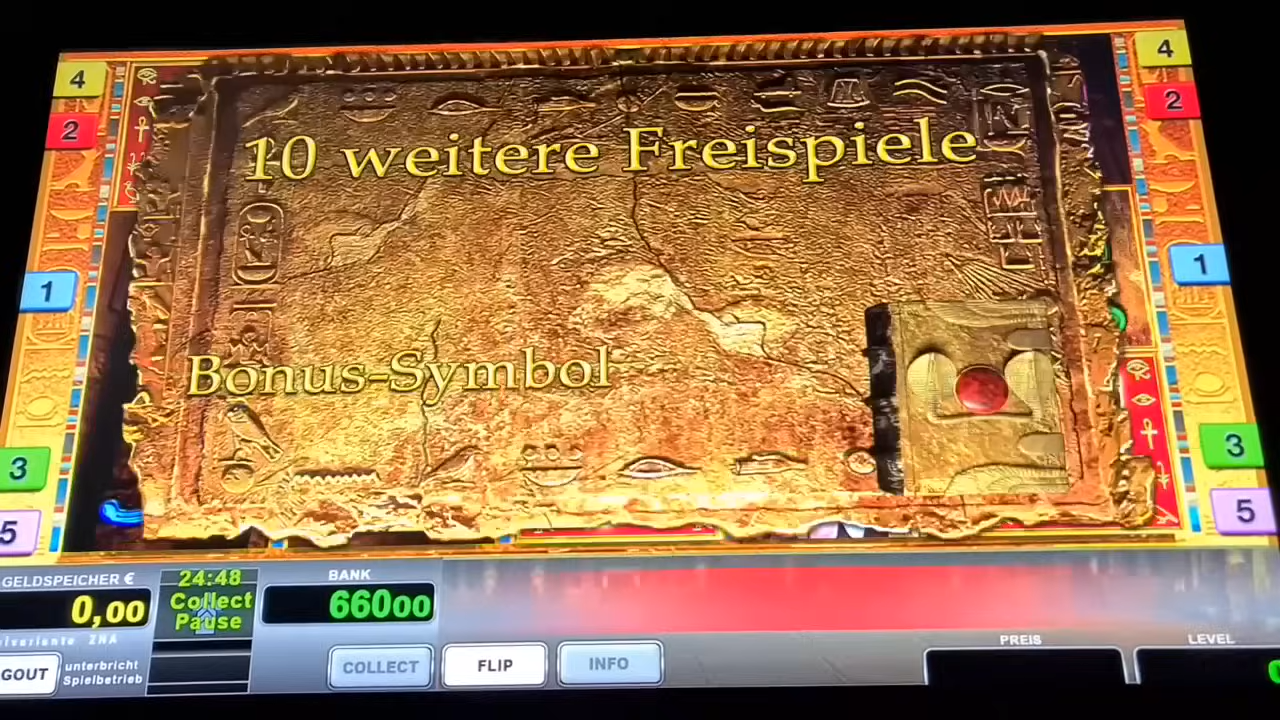 4
4
2
2
10 weitere Freispiele
1
1
Bonus-Symbol
3
3
5
5
GELDSPEICHER €
24:48
BANK
0,00
Collect
66000
Pause
PREIS
LEVEL
GOUT
unterbricht
Spielbetrieb
COLLECT
FLIP
INFO